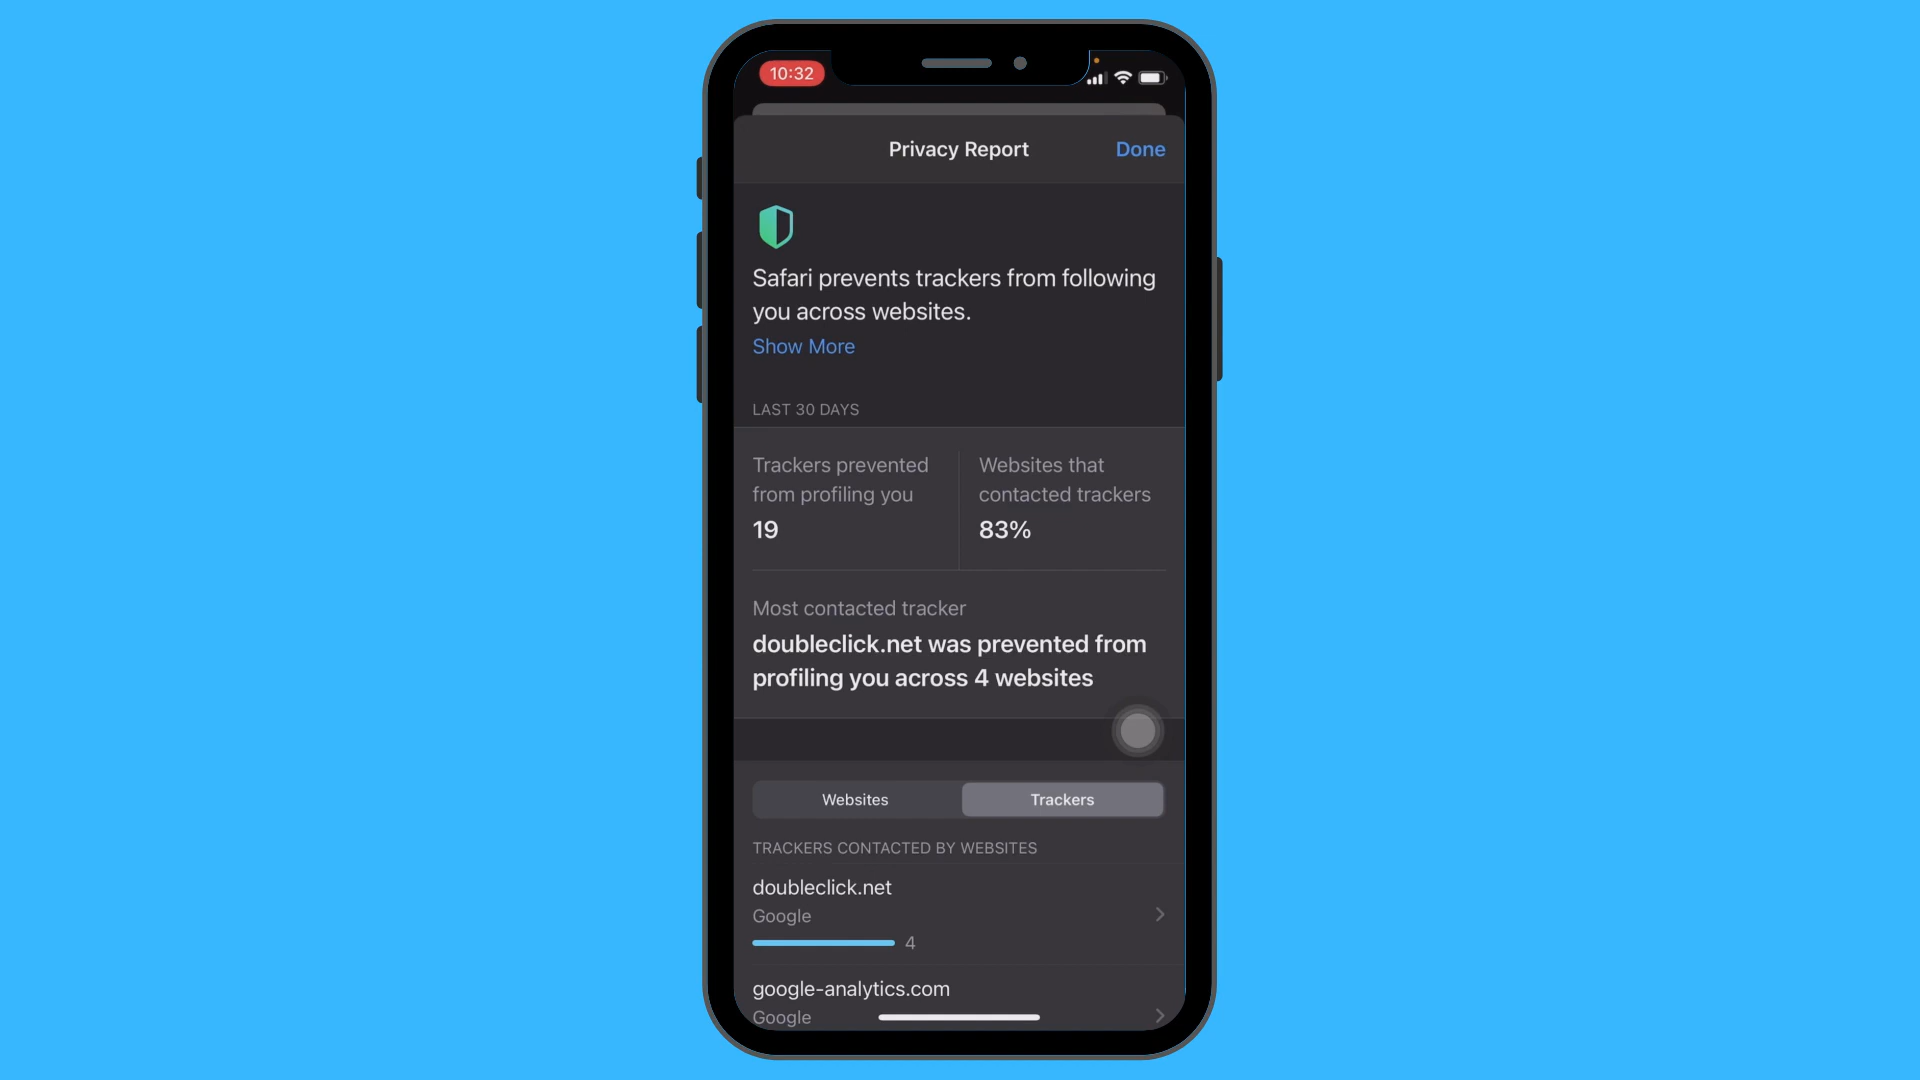 10:32
Privacy Report
Done
Safari prevents trackers from following
you across websites.
Show More
LAST 30 DAYS
Trackers prevented
from profiling you
19
Websites that
contacted trackers
83%
Most contacted tracker
doubleclick.net was prevented from
profiling you across 4 websites
Websites
Trackers
TRACKERS CONTACTED BY WEBSITES
doubleclick.net
Google
4
google-analytics.com
Google